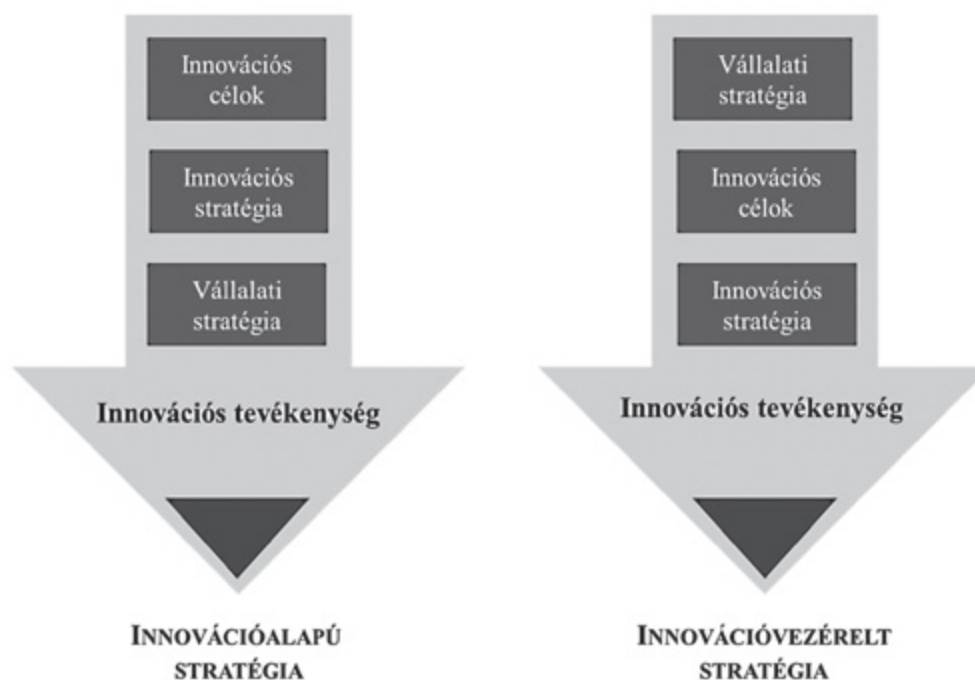 Innovációs
célok
Innovációs
stratégia
Vállalati
stratégia
Innovációs tevékenység
INNOVÁCIÓALAPÚ
STRATÉGIA
Vállalati
stratégia
Innovációs
célok
Innovációs
stratégia
Innovációs tevékenység
INNOVÁCIÓVEZÉRELT
STRATÉGIA